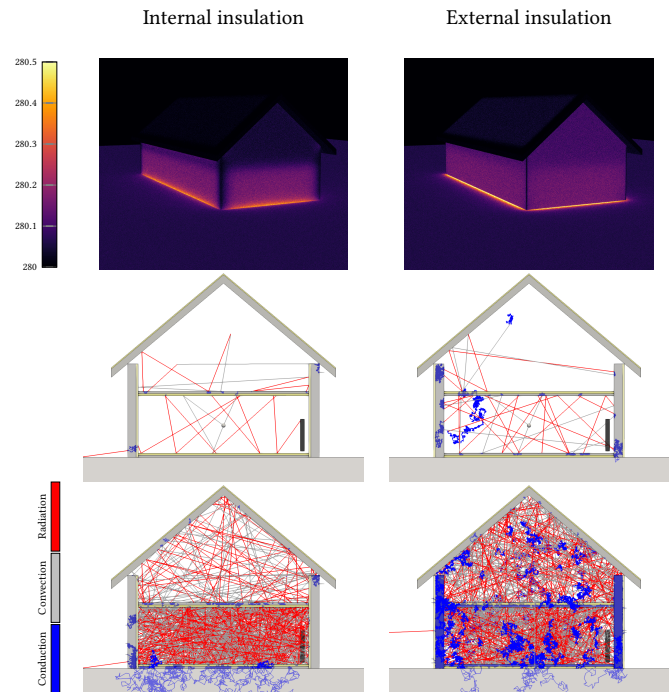 Internal insulation
External insulation
280.5
280.4
280.3
280.2
280.1
280
Radiation
Convection
Conduction